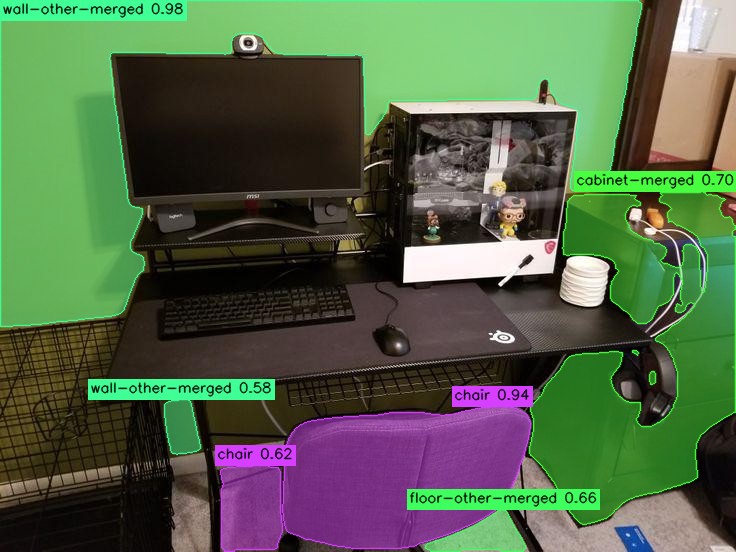 wall-other-merged 0.98
msi
logitech
cabinet-merged 0.70
wall-other-merged 0.58
chair 0.94
chair 0.62
floor-other-merged 0.66